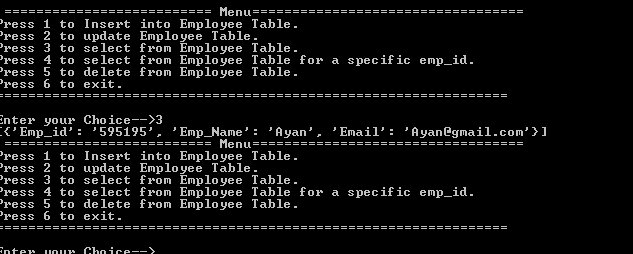 =========================== Menu==================================
Press 1 to Insert into Employee Table.
Press 2 to update Employee Table.
Press 3 to select from Employee Table.
Press 4 to select from Employee Table for a specific emp_id.
Press 5 to delete from Employee Table.
Press 6 to exit.
=================================================================
Enter your Choice-->3
[{'Emp_id': '595195', 'Emp_Name': 'Ayan', 'Email': 'Ayan@gmail.com'}]
=========================== Menu==================================
Press 1 to Insert into Employee Table.
Press 2 to update Employee Table.
Press 3 to select from Employee Table.
Press 4 to select from Employee Table for a specific emp_id.
Press 5 to delete from Employee Table.
Press 6 to exit.
=================================================================
Enter your Choice-->